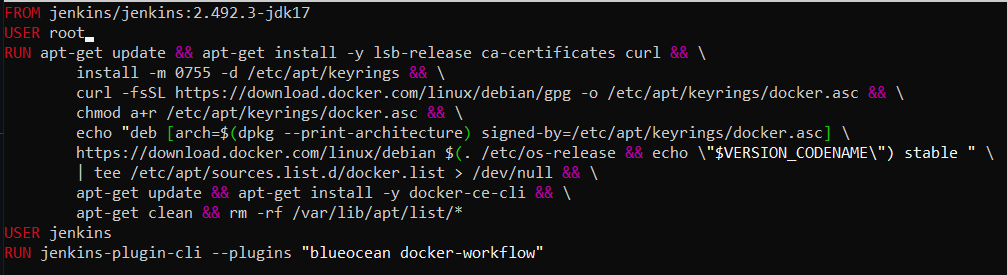 FROM jenkins/jenkins:2.492.3-jdk17
USER root
RUN apt-get update && apt-get install -y lsb-release ca-certificates curl && \
        install -m 0755 -d /etc/apt/keyrings && \
        curl -fsSL https://download.docker.com/linux/debian/gpg -o /etc/apt/keyrings/docker.asc && \
        chmod a+r /etc/apt/keyrings/docker.asc && \
        echo "deb [arch=$(dpkg --print-architecture) signed-by=/etc/apt/keyrings/docker.asc] \
        https://download.docker.com/linux/debian $(. /etc/os-release && echo \"$VERSION_CODENAME\") stable " \
        | tee /etc/apt/sources.list.d/docker.list > /dev/null && \
        apt-get update && apt-get install -y docker-ce-cli && \
        apt-get clean && rm -rf /var/lib/apt/list/*
USER jenkins
RUN jenkins-plugin-cli --plugins "blueocean docker-workflow"